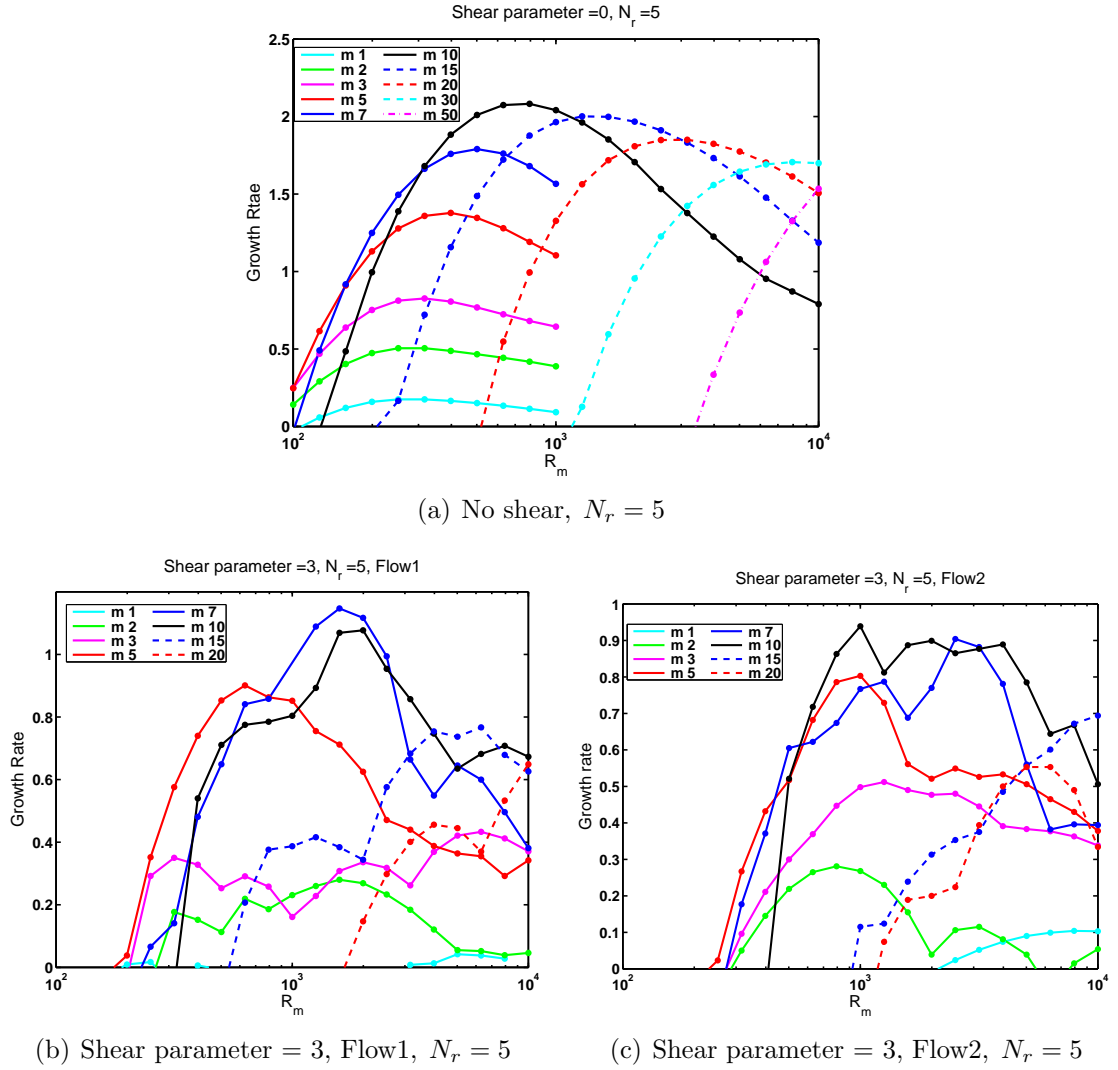 Shear parameter =0, N_r=5
2.5
2
1.5
1
0.5
0
Growth Rtae
m 1
m 2
m 3
m 5
m 7
m 10
m 15
m 20
m 30
m 50
10^2
10^3
10^4
R_m
(a) No shear, N_r = 5
Shear parameter =3, N_r=5, Flow1
1
0.8
0.6
0.4
0.2
0
Growth Rate
m 1
m 2
m 3
m 5
m 7
m 10
m 15
m 20
10^2
10^3
10^4
R_m
(b) Shear parameter = 3, Flow1, N_r = 5
Shear parameter =3, N_r=5, Flow2
1
0.9
0.8
0.7
0.6
0.5
0.4
0.3
0.2
0.1
0
Growth rate
m 1
m 2
m 3
m 5
m 7
m 10
m 15
m 20
10^2
10^3
10^4
R_m
(c) Shear parameter = 3, Flow2, N_r = 5